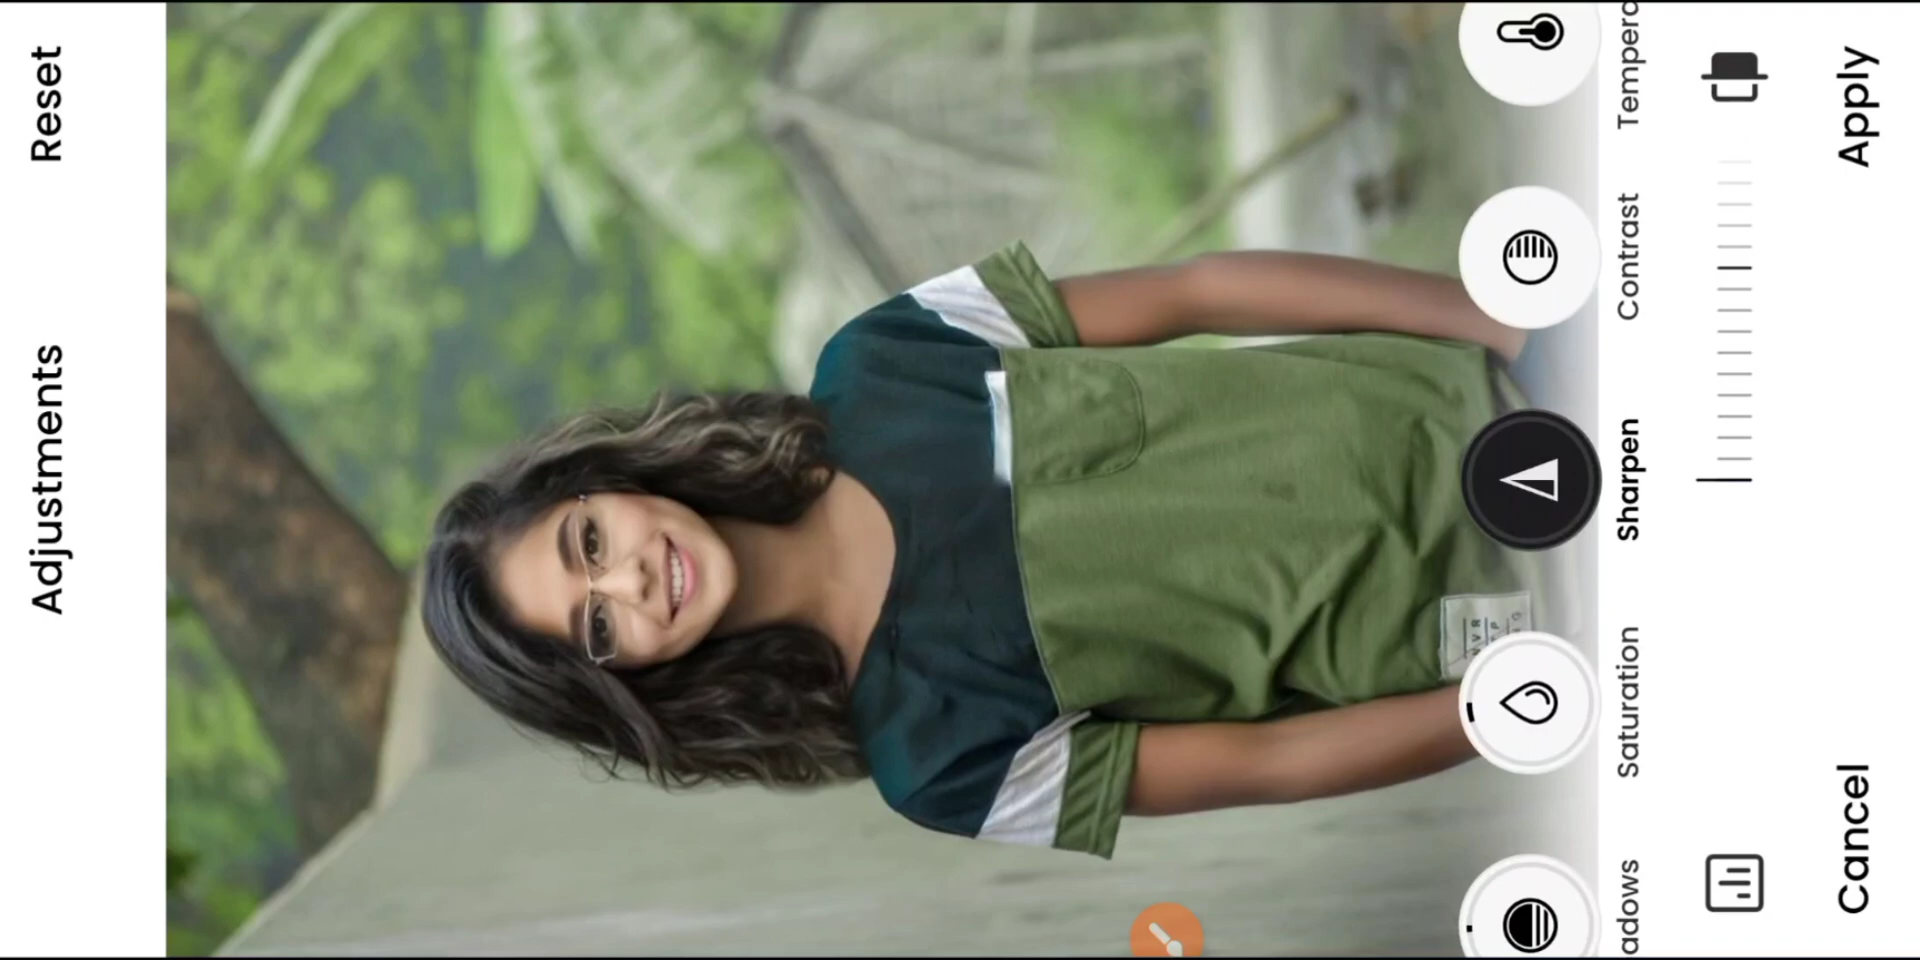 Adjustments
Reset
adows
Saturation
Sharpen
Contrast
Tempera
Cancel
Apply